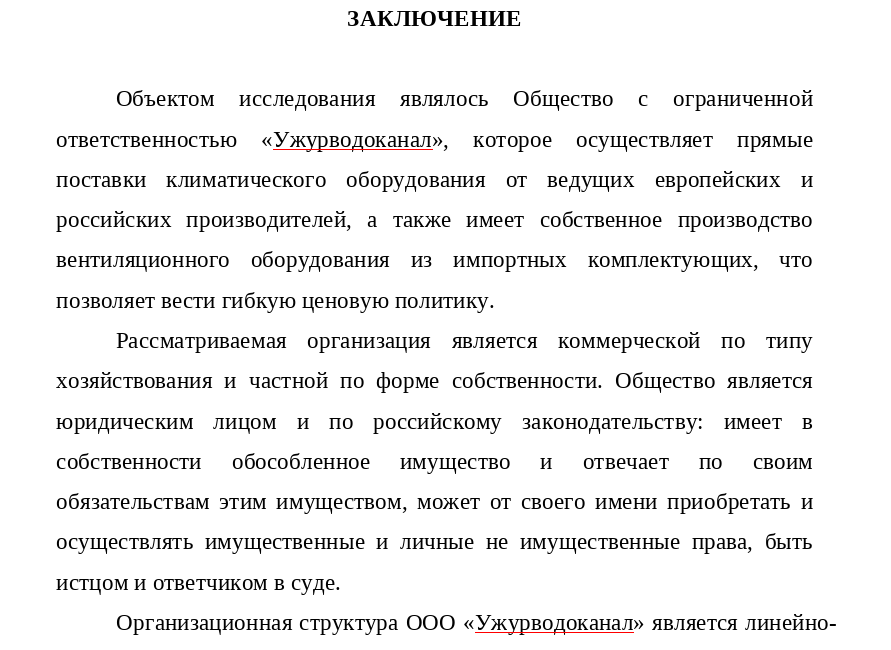 ЗАКЛЮЧЕНИЕ
Объектом исследования являлось Общество с ограниченной
ответственностью «Ужурводоканал», которое осуществляет прямые
поставки климатического оборудования от ведущих европейских и
российских производителей, а также имеет собственное производство
вентиляционного оборудования из импортных комплектующих, что
позволяет вести гибкую ценовую политику.
Рассматриваемая организация является коммерческой по типу
хозяйствования и частной по форме собственности. Общество является
юридическим лицом и по российскому законодательству: имеет в
собственности обособленное имущество и отвечает по своим
обязательствам этим имуществом, может от своего имени приобретать и
осуществлять имущественные и личные не имущественные права, быть
истцом и ответчиком в суде.
Организационная структура ООО «Ужурводоканал» является линейно-